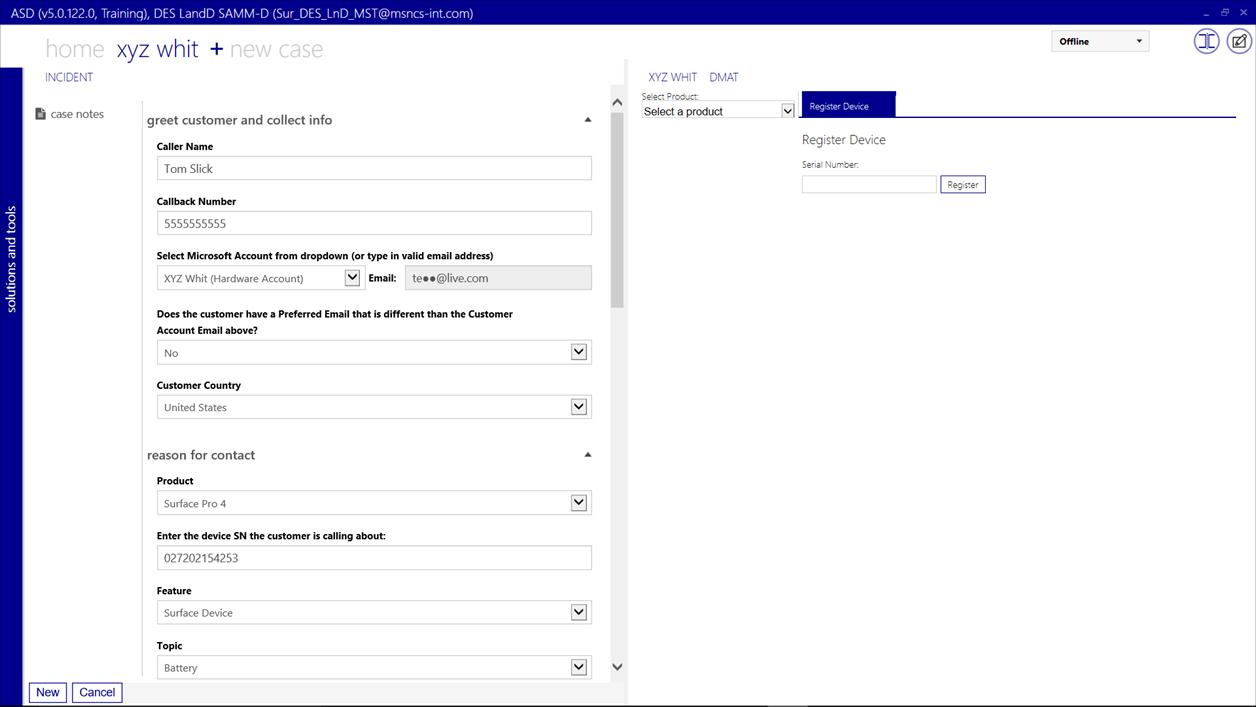 ASD (v5.0.122.0, Training), DES LandD SAMM-D (Sur_DES_LnD_MST@msncs-int.com)
home xyz whit + new case
Offline
INCIDENT
XYZ WHIT DMAT
solutions and tools
case notes
greet customer and collect info
Caller Name
Tom Slick
Callback Number
5555555555
Select Microsoft Account from dropdown (or type in valid email address)
XYZ Whit (Hardware Account) Email: te●●@live.com
Does the customer have a Preferred Email that is different than the Customer
Account Email above?
No
Customer Country
United States
reason for contact
Product
Surface Pro 4
Enter the device SN the customer is calling about:
027202154253
Feature
Surface Device
Topic
Battery
New Cancel
Select Product:
Select a product
Register Device
Register Device
Serial Number:
Register